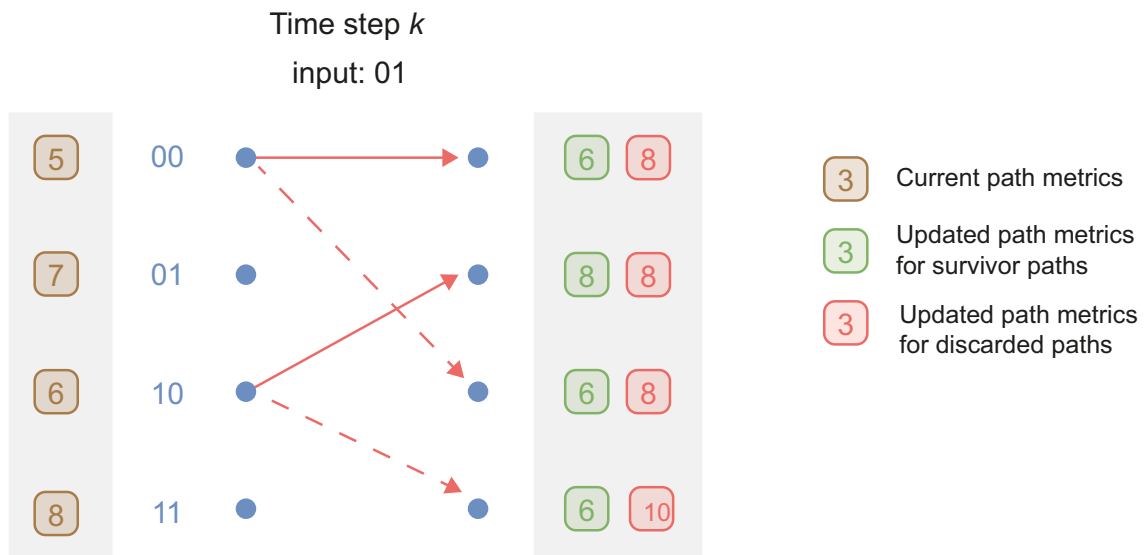 Time step k
input: 01
5 00 6 8
7 01 8 8
6 10 6 8
8 11 6 10
3 Current path metrics
3 Updated path metrics
for survivor paths
3 Updated path metrics
for discarded paths